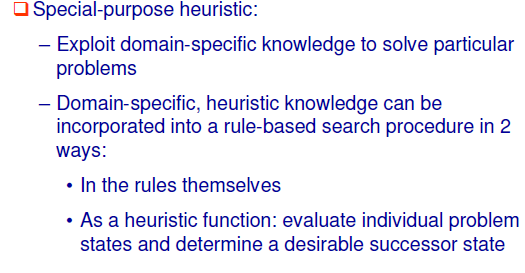 Special-purpose heuristic:
– Exploit domain-specific knowledge to solve particular
problems
– Domain-specific, heuristic knowledge can be
incorporated into a rule-based search procedure in 2
ways:
• In the rules themselves
• As a heuristic function: evaluate individual problem
states and determine a desirable successor state